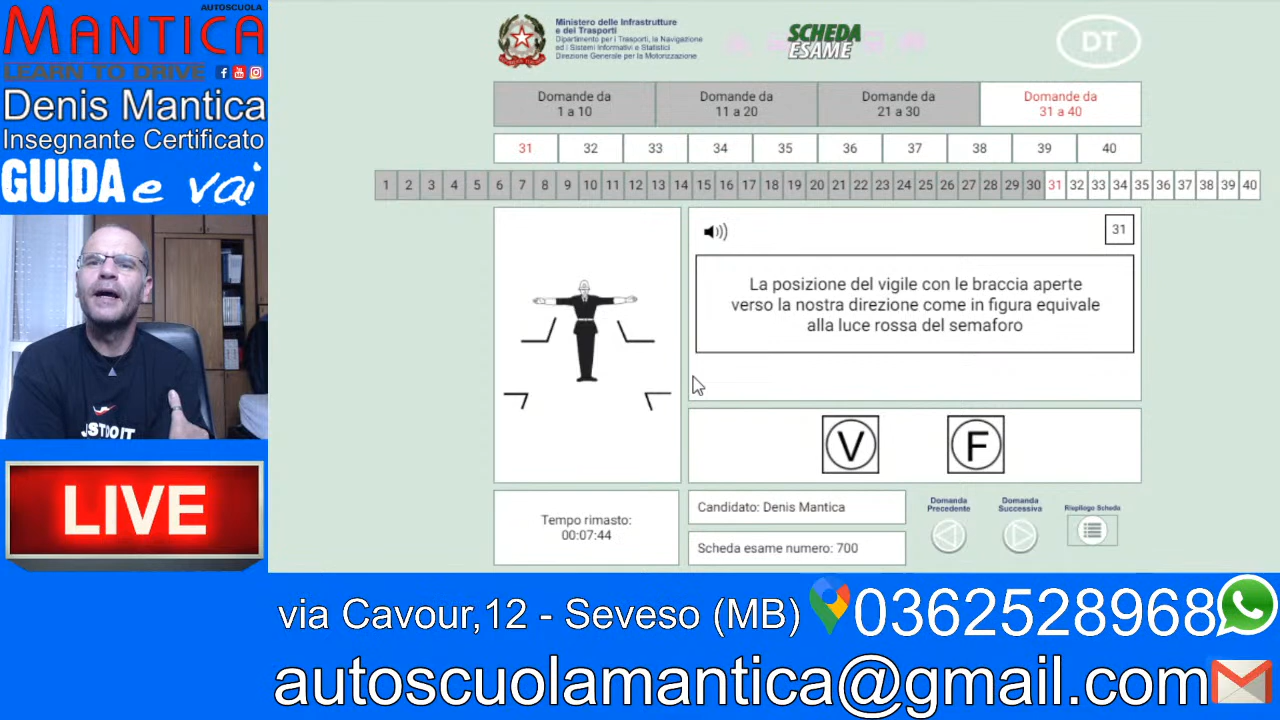 AUTOSCUOLA
MANTICA
LEARN TO DRIVE
Denis Mantica
Insegnante Certificato
GUIDA e vai
JUST DO IT
LIVE
Ministero delle Infrastrutture
e dei Trasporti
Dipartimento per i Trasporti, la Navigazione
ed i Sistemi Informativi e Statistici
Direzione Generale per la Motorizzazione
SCHEDA
ESAME
DT
Domande da
1 a 10
Domande da
11 a 20
Domande da
21 a 30
Domande da
31 a 40
31 32 33 34 35 36 37 38 39 40
1 2 3 4 5 6 7 8 9 10 11 12 13 14 15 16 17 18 19 20 21 22 23 24 25 26 27 28 29 30 31 32 33 34 35 36 37 38 39 40
31
La posizione del vigile con le braccia aperte
verso la nostra direzione come in figura equivale
alla luce rossa del semaforo
V F
Tempo rimasto:
00:07:44
Candidato: Denis Mantica
Scheda esame numero: 700
Domanda
Precedente
Domanda
Successiva
Riepilogo Scheda
via Cavour,12 - Seveso (MB) 0362528968
autoscuolamantica@gmail.com